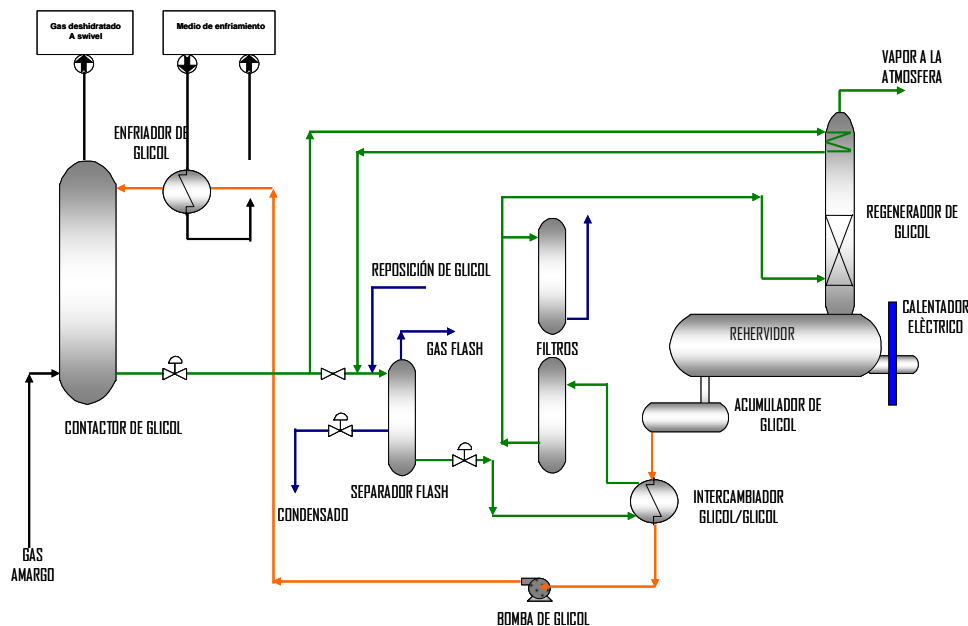 Gas deshidratado
A swivel
Medio de enfriamiento
VAPOR A LA
ATMOSFERA
ENFRIADOR DE
GLICOL
REGENERADOR DE
GLICOL
REPOSICIÓN DE GLICOL
CALENTADOR
ELÈCTRICO
GAS FLASH
FILTROS
REHERVIDOR
CONTACTOR DE GLICOL
ACUMULADOR DE
GLICOL
SEPARADOR FLASH
CONDENSADO
INTERCAMBIADOR
GLICOL/GLICOL
GAS
AMARGO
BOMBA DE GLICOL